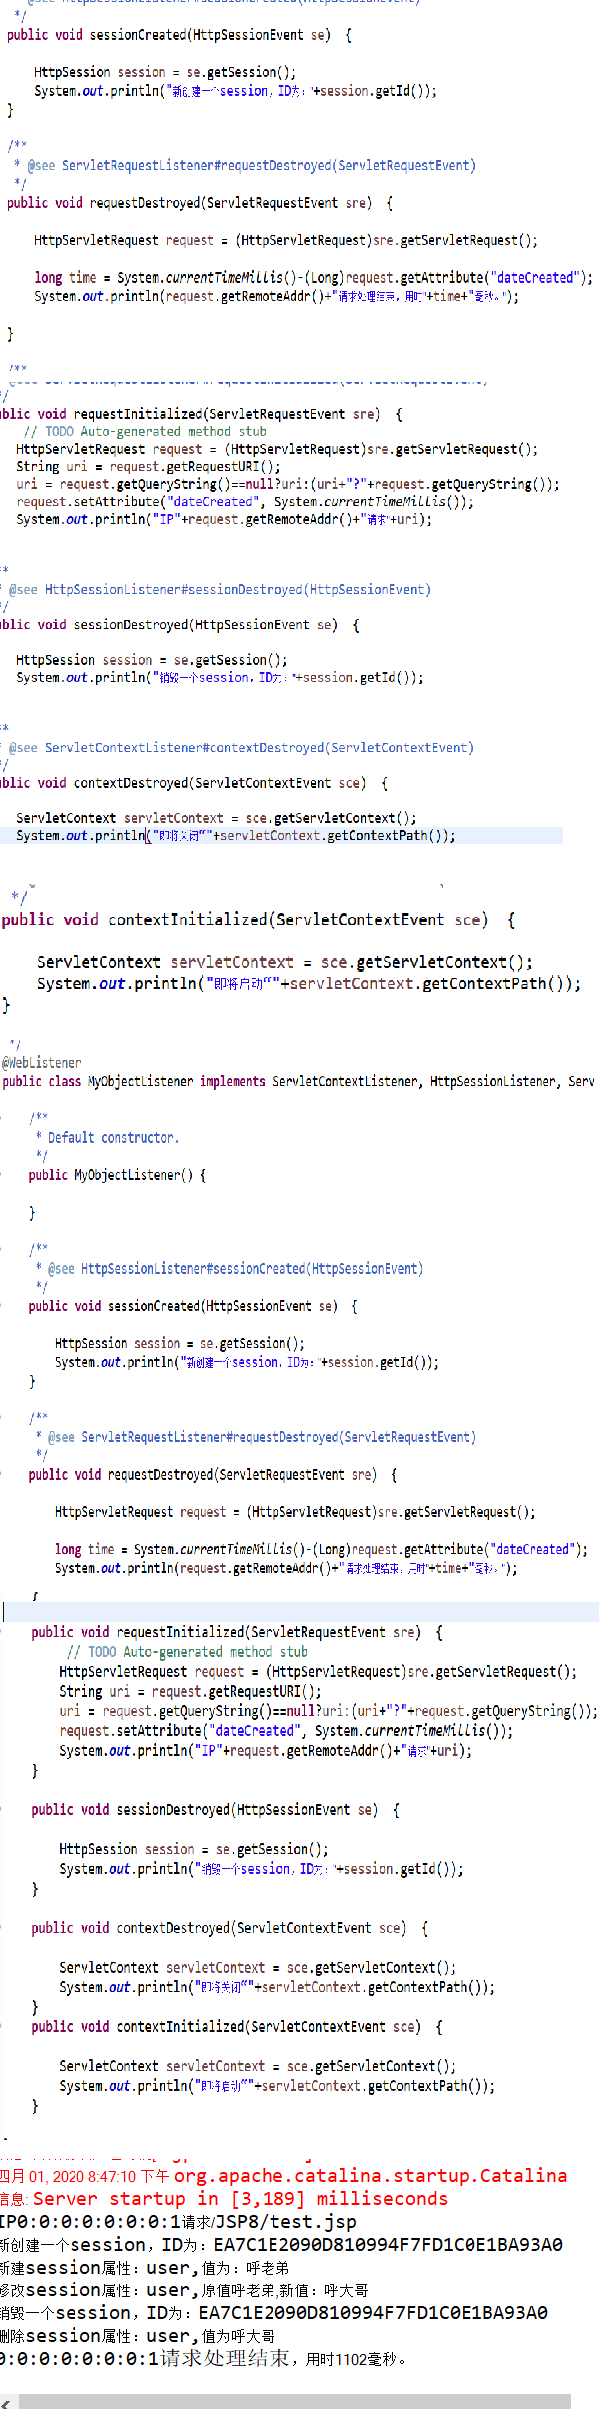 */
public void sessionCreated(HttpSessionEvent se)  {
HttpSession session = se.getSession();
System.out.println("新创建一个session，ID为："+session.getId());
}
/**
* @see ServletRequestListener#requestDestroyed(ServletRequestEvent)
*/
public void requestDestroyed(ServletRequestEvent sre)  {
HttpServletRequest request = (HttpServletRequest)sre.getServletRequest();
long time = System.currentTimeMillis()-(Long)request.getAttribute("dateCreated");
System.out.println(request.getRemoteAddr()+"请求处理结束，用时"+time+"毫秒。");
}
/**
*/
ublic void requestInitialized(ServletRequestEvent sre)  {
// TODO Auto-generated method stub
HttpServletRequest request = (HttpServletRequest)sre.getServletRequest();
String uri = request.getRequestURI();
uri = request.getQueryString()==null?uri:(uri+"?"+request.getQueryString());
request.setAttribute("dateCreated", System.currentTimeMillis());
System.out.println("IP"+request.getRemoteAddr()+"请求"+uri);
**
* @see HttpSessionListener#sessionDestroyed(HttpSessionEvent)
*/
ublic void sessionDestroyed(HttpSessionEvent se)  {
HttpSession session = se.getSession();
System.out.println("销毁一个session，ID为："+session.getId());
**
* @see ServletContextListener#contextDestroyed(ServletContextEvent)
*/
ublic void contextDestroyed(ServletContextEvent sce)  {
ServletContext servletContext = sce.getServletContext();
System.out.println("即将关闭“"+servletContext.getContextPath());
*/
public void contextInitialized(ServletContextEvent sce)  {
ServletContext servletContext = sce.getServletContext();
System.out.println("即将启动“"+servletContext.getContextPath());
}
*/
@WebListener
public class MyObjectListener implements ServletContextListener, HttpSessionListener, Serv
/**
* Default constructor.
*/
public MyObjectListener() {
}
/**
* @see HttpSessionListener#sessionCreated(HttpSessionEvent)
*/
public void sessionCreated(HttpSessionEvent se)  {
HttpSession session = se.getSession();
System.out.println("新创建一个session，ID为："+session.getId());
}
/**
* @see ServletRequestListener#requestDestroyed(ServletRequestEvent)
*/
public void requestDestroyed(ServletRequestEvent sre)  {
HttpServletRequest request = (HttpServletRequest)sre.getServletRequest();
long time = System.currentTimeMillis()-(Long)request.getAttribute("dateCreated");
System.out.println(request.getRemoteAddr()+"请求处理结束，用时"+time+"毫秒。");
public void requestInitialized(ServletRequestEvent sre)  {
// TODO Auto-generated method stub
HttpServletRequest request = (HttpServletRequest)sre.getServletRequest();
String uri = request.getRequestURI();
uri = request.getQueryString()==null?uri:(uri+"?"+request.getQueryString());
request.setAttribute("dateCreated", System.currentTimeMillis());
System.out.println("IP"+request.getRemoteAddr()+"请求"+uri);
}
public void sessionDestroyed(HttpSessionEvent se)  {
HttpSession session = se.getSession();
System.out.println("销毁一个session，ID为："+session.getId());
}
public void contextDestroyed(ServletContextEvent sce)  {
ServletContext servletContext = sce.getServletContext();
System.out.println("即将关闭“"+servletContext.getContextPath());
}
public void contextInitialized(ServletContextEvent sce)  {
ServletContext servletContext = sce.getServletContext();
System.out.println("即将启动“"+servletContext.getContextPath());
}
四月 01, 2020 8:47:10 下午 org.apache.catalina.startup.Catalina
信息: Server startup in [3,189] milliseconds
IP0:0:0:0:0:0:0:1请求/JSP8/test.jsp
新创建一个session，ID为：EA7C1E2090D810994F7FD1C0E1BA93A0
新建session属性：user,值为：呼老弟
修改session属性：user,原值呼老弟,新值：呼大哥
销毁一个session，ID为：EA7C1E2090D810994F7FD1C0E1BA93A0
删除session属性：user,值为呼大哥
0:0:0:0:0:0:0:1请求处理结束，用时1102毫秒。